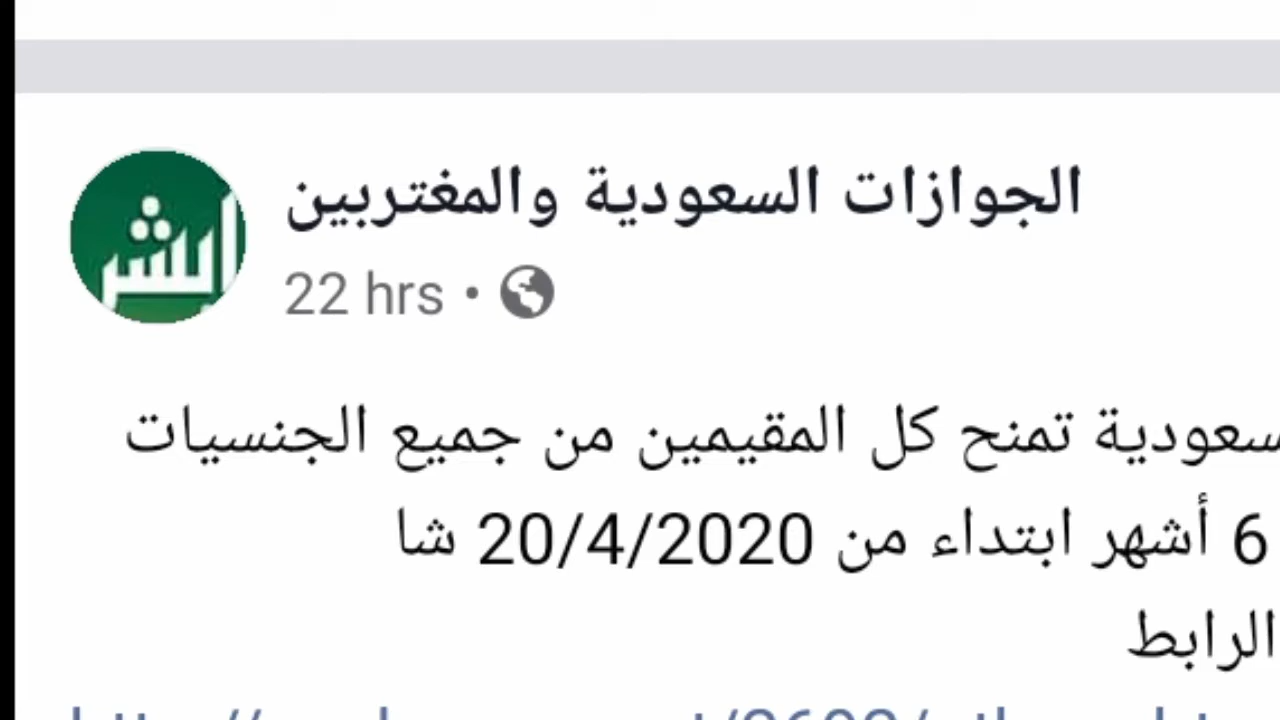 الجوازات السعودية والمغتربين
22 hrs •
تمنح كل المقيمين من جميع الجنسيات
6 أشهر ابتداء من 20/4/2020 شا
الرابط